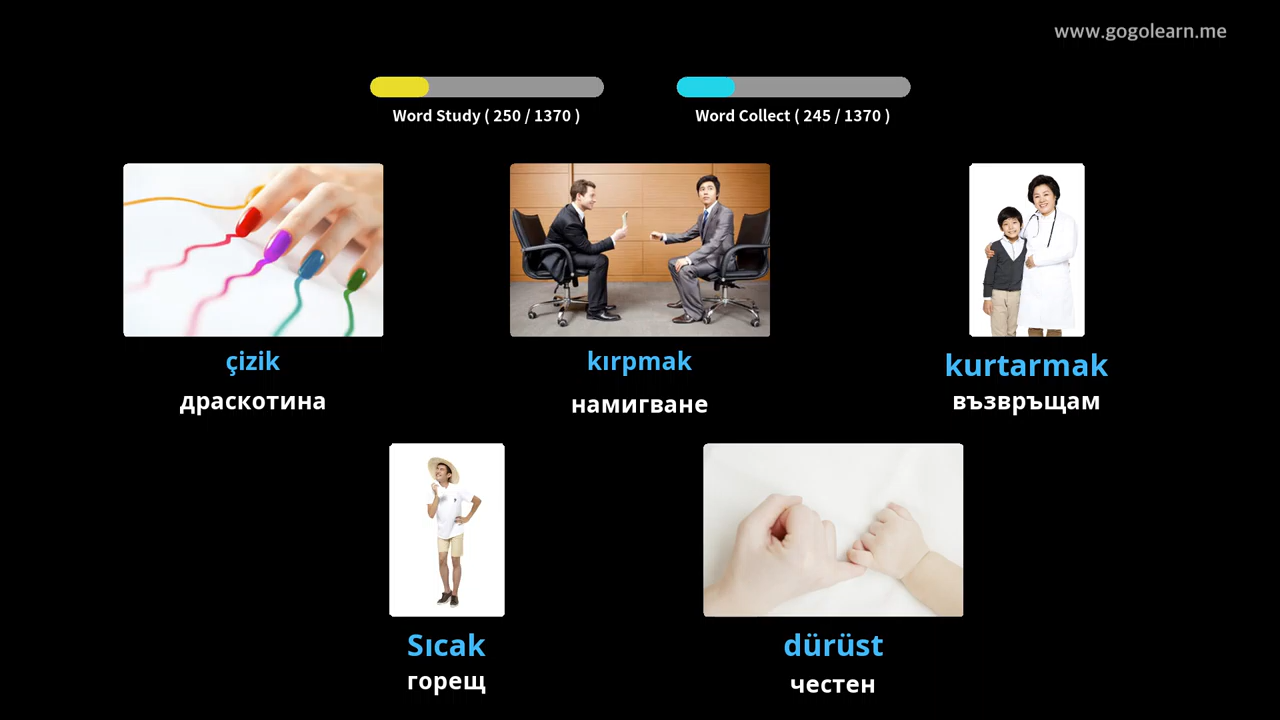 www.gogolearn.me
Word Study ( 250 / 1370 )
Word Collect ( 245 / 1370 )
çizik
kırpmak
kurtarmak
драскотина
намигване
възвръщам
Sıcak
dürüst
горещ
честен